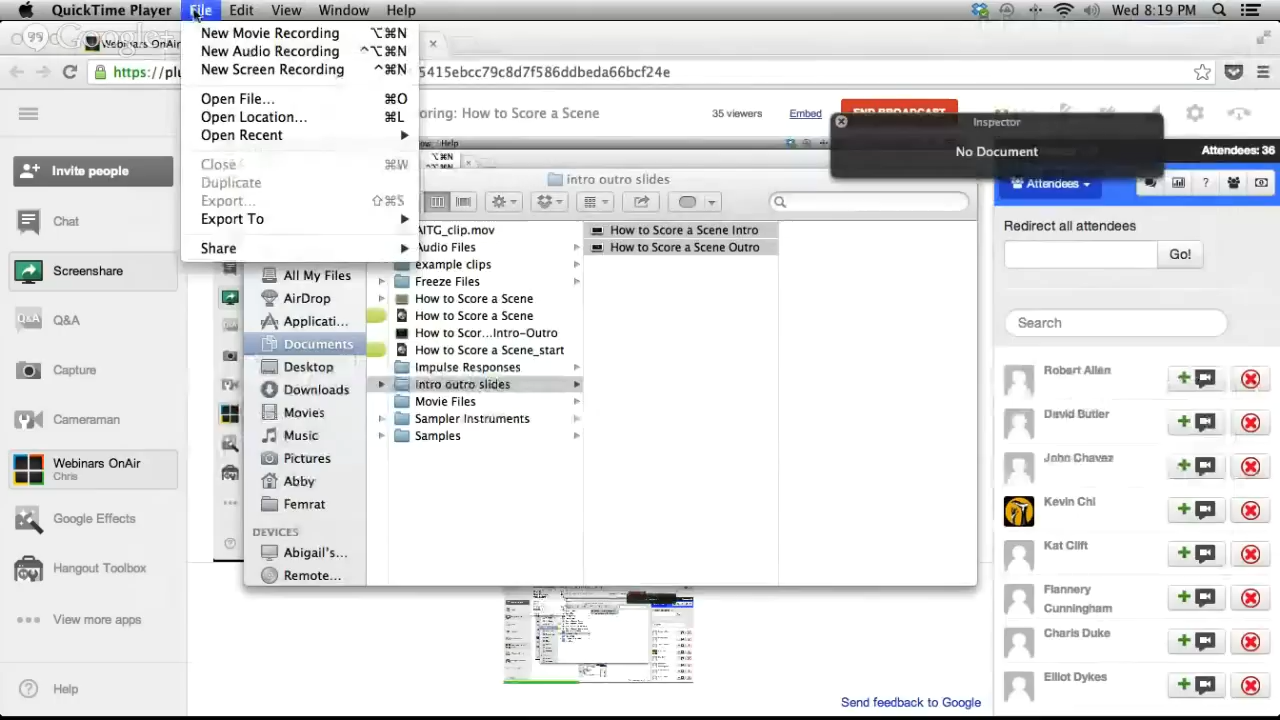 QuickTime Player File Edit View Window Help
Wed 8:19 PM
New Movie Recording ⌥⌘N
New Audio Recording ^⌥⌘N
New Screen Recording ^⌘N
Open File... ⌘O
Open Location... ⌘L
Open Recent
Close ⌘W
Duplicate
Export... ⇧⌘S
Export To
Share
Google+
Webinars OnAir
https://plu
5415ebcc79c8d7f586ddbeda66bcf24e
oring: How to Score a Scene
35 viewers
Embed
END BROADCAST
Inspector
No Document
Attendees: 36
Attendees
Redirect all attendees
Go!
Search
Robert Allen
David Butler
John Chavez
Kevin Chi
Kat Clift
Flannery
Cunningham
Charis Duke
Elliot Dykes
Invite people
Chat
Screenshare
Q&A
Q&A
Capture
Cameraman
Webinars OnAir
Chris
Google Effects
Hangout Toolbox
View more apps
Help
Help
⌥⌘N
intro outro slides
All My Files
AirDrop
Applicati...
Documents
Desktop
Downloads
Movies
Music
Pictures
Abby
Femrat
DEVICES
Abigail's...
Remote...
AITG_clip.mov
Audio Files
example clips
Freeze Files
How to Score a Scene
How to Score a Scene
How to Scor...Intro-Outro
How to Score a Scene_start
Impulse Responses
intro outro slides
Movie Files
Sampler Instruments
Samples
How to Score a Scene Intro
How to Score a Scene Outro
Send feedback to Google